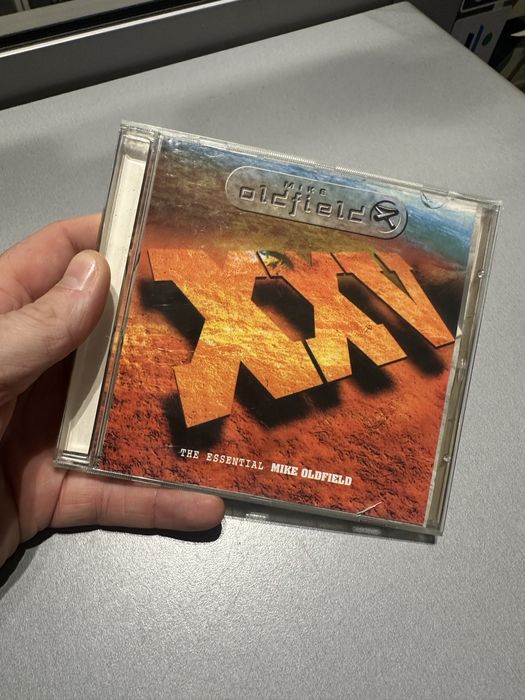 MIKE
oldfield
XXV
THE ESSENTIAL MIKE OLDFIELD